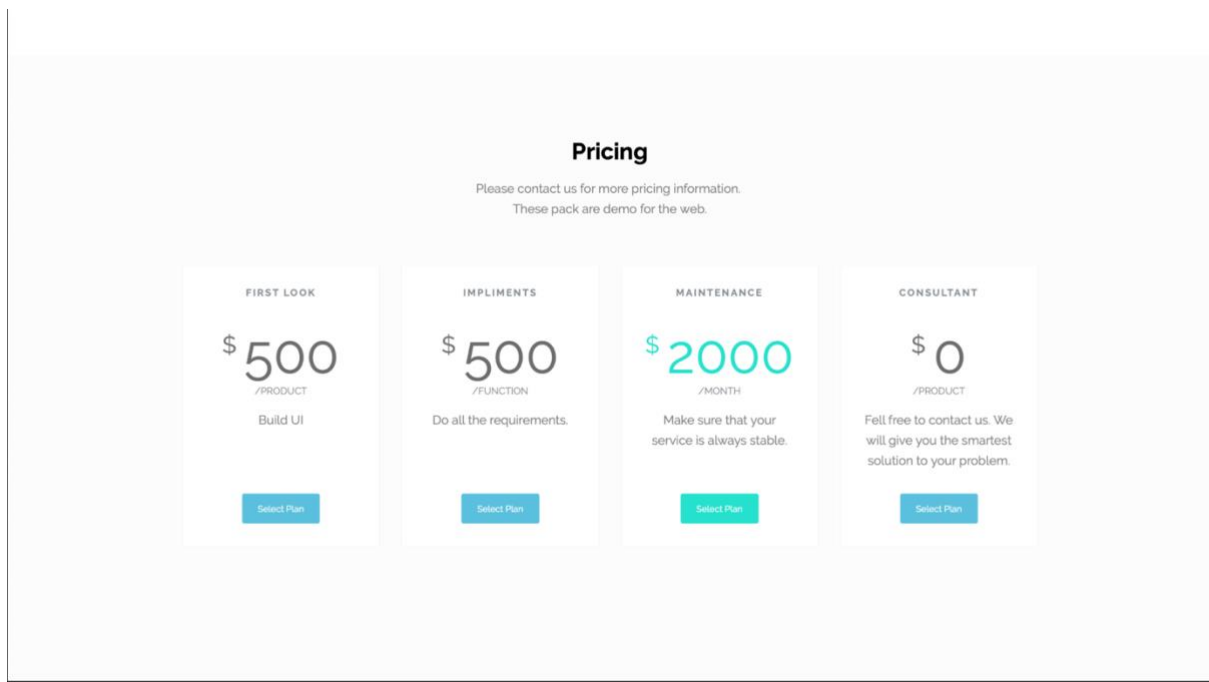 Pricing
Please contact us for more pricing information.
These pack are demo for the web.
FIRST LOOK
$ 500
/PRODUCT
Build UI
Select Plan
IMPLIMENTS
$ 500
/FUNCTION
Do all the requirements.
Select Plan
MAINTENANCE
$ 2000
/MONTH
Make sure that your
service is always stable.
Select Plan
CONSULTANT
$ 0
/PRODUCT
Fell free to contact us. We
will give you the smartest
solution to your problem.
Select Plan